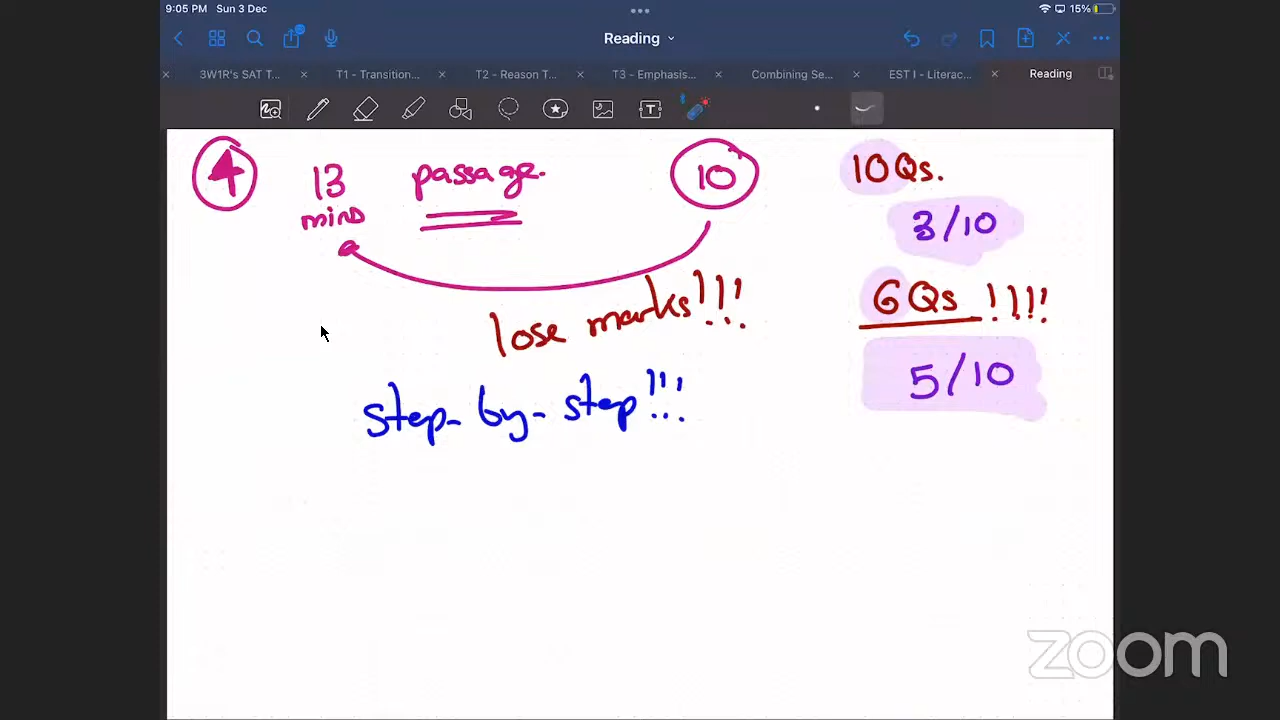 9:05 PM Sun 3 Dec
15%
Reading
3W1R's SAT T...
T1 - Transition...
T2 - Reason T...
T3 - Emphasis...
Combining Se...
EST I - Literac...
Reading
4 13 mins passage. 10
lose marks!!!
step-by-step!!!
10Qs.
3/10
6Qs !!!!
5/10
zoom